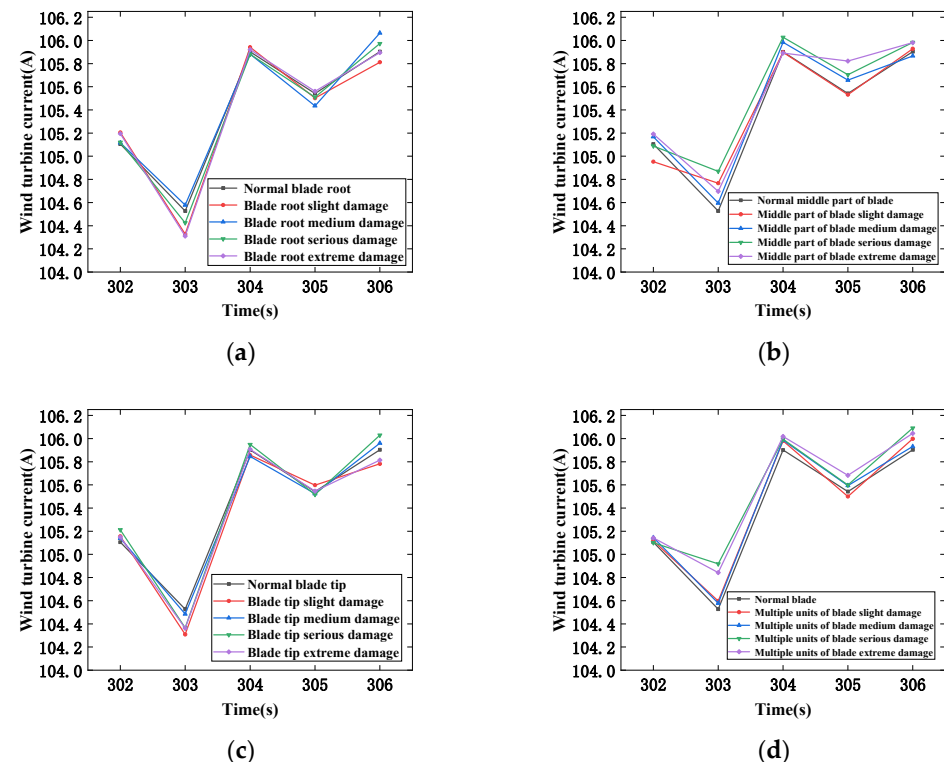 106.2
106.0
105.8
105.6
105.4
105.2
105.0
104.8
104.6
104.4
104.2
104.0
Wind turbine current(A)
Normal blade root
Blade root slight damage
Blade root medium damage
Blade root serious damage
Blade root extreme damage
302 303 304 305 306
Time(s)
(a)
106.2
106.0
105.8
105.6
105.4
105.2
105.0
104.8
104.6
104.4
104.2
104.0
Wind turbine current(A)
Normal middle part of blade
Middle part of blade slight damage
Middle part of blade medium damage
Middle part of blade serious damage
Middle part of blade extreme damage
302 303 304 305 306
Time(s)
(b)
106.2
106.0
105.8
105.6
105.4
105.2
105.0
104.8
104.6
104.4
104.2
104.0
Wind turbine current(A)
Normal blade tip
Blade tip slight damage
Blade tip medium damage
Blade tip serious damage
Blade tip extreme damage
302 303 304 305 306
Time(s)
(c)
106.2
106.0
105.8
105.6
105.4
105.2
105.0
104.8
104.6
104.4
104.2
104.0
Wind turbine current(A)
Normal blade
Multiple units of blade slight damage
Multiple units of blade medium damage
Multiple units of blade serious damage
Multiple units of blade extreme damage
302 303 304 305 306
Time(s)
(d)